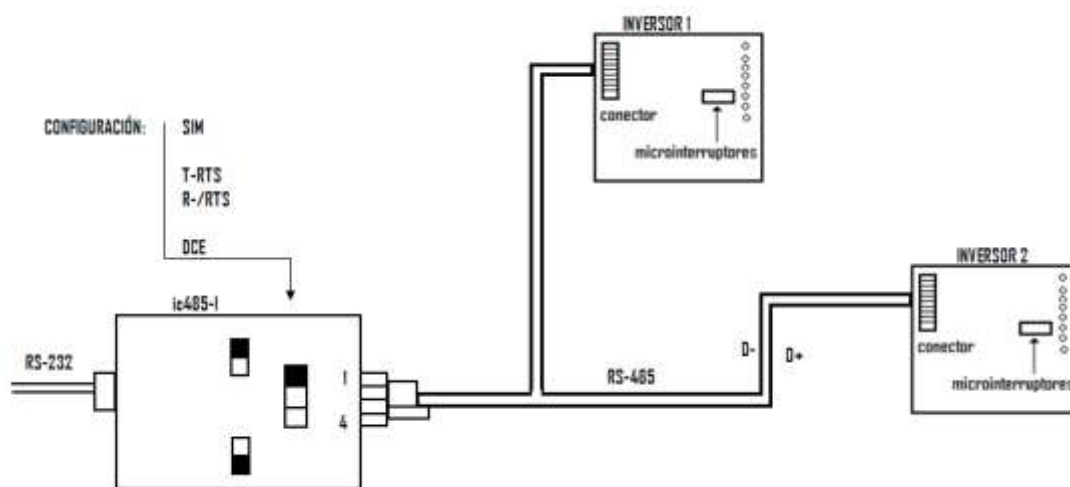 INVERSOR 1
conector
microinterruptores
CONFIGURACIÓN: SIM
T-RTS
R-/RTS
DCE
ic485-I
RS-232
1
4
RS-485
D-
D+
INVERSOR 2
conector
microinterruptores